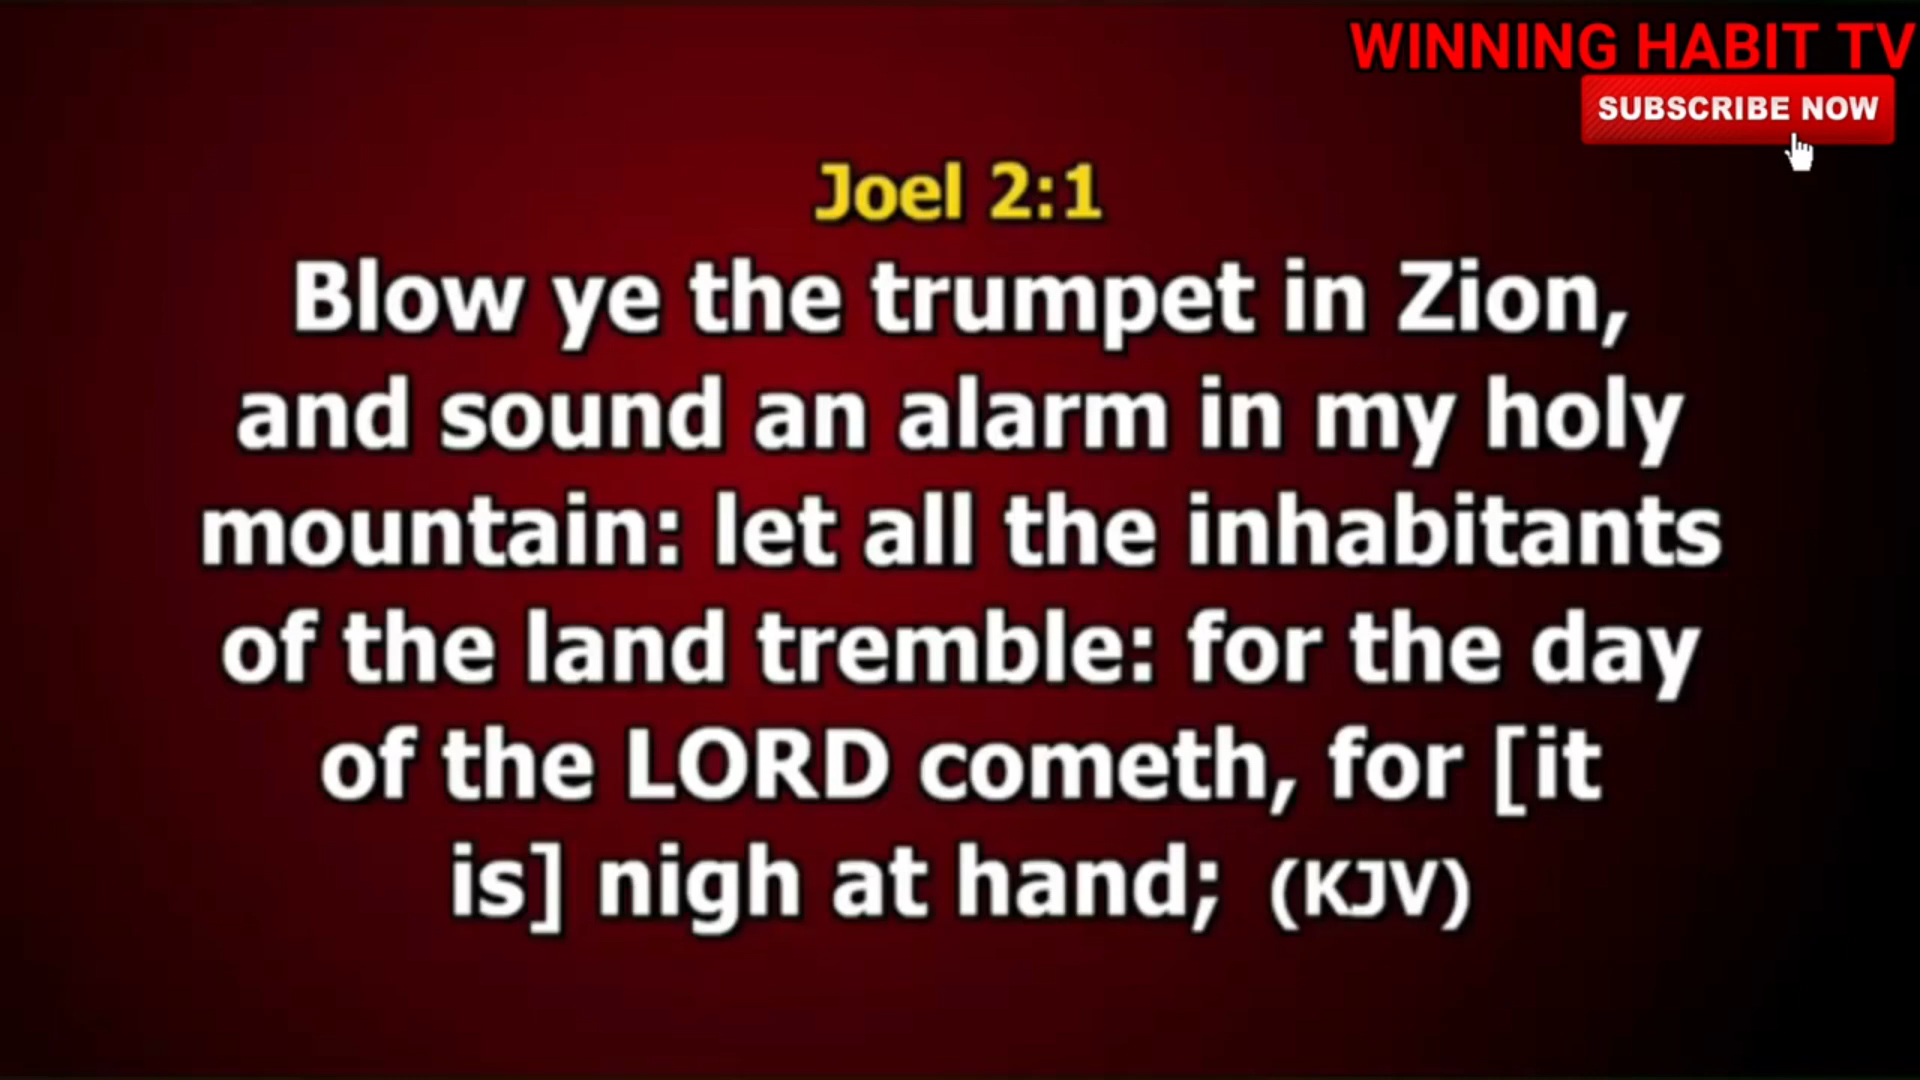 WINNING HABIT TV
SUBSCRIBE NOW
Joel 2:1
Blow ye the trumpet in Zion,
and sound an alarm in my holy
mountain: let all the inhabitants
of the land tremble: for the day
of the LORD cometh, for [it
is] nigh at hand; (KJV)